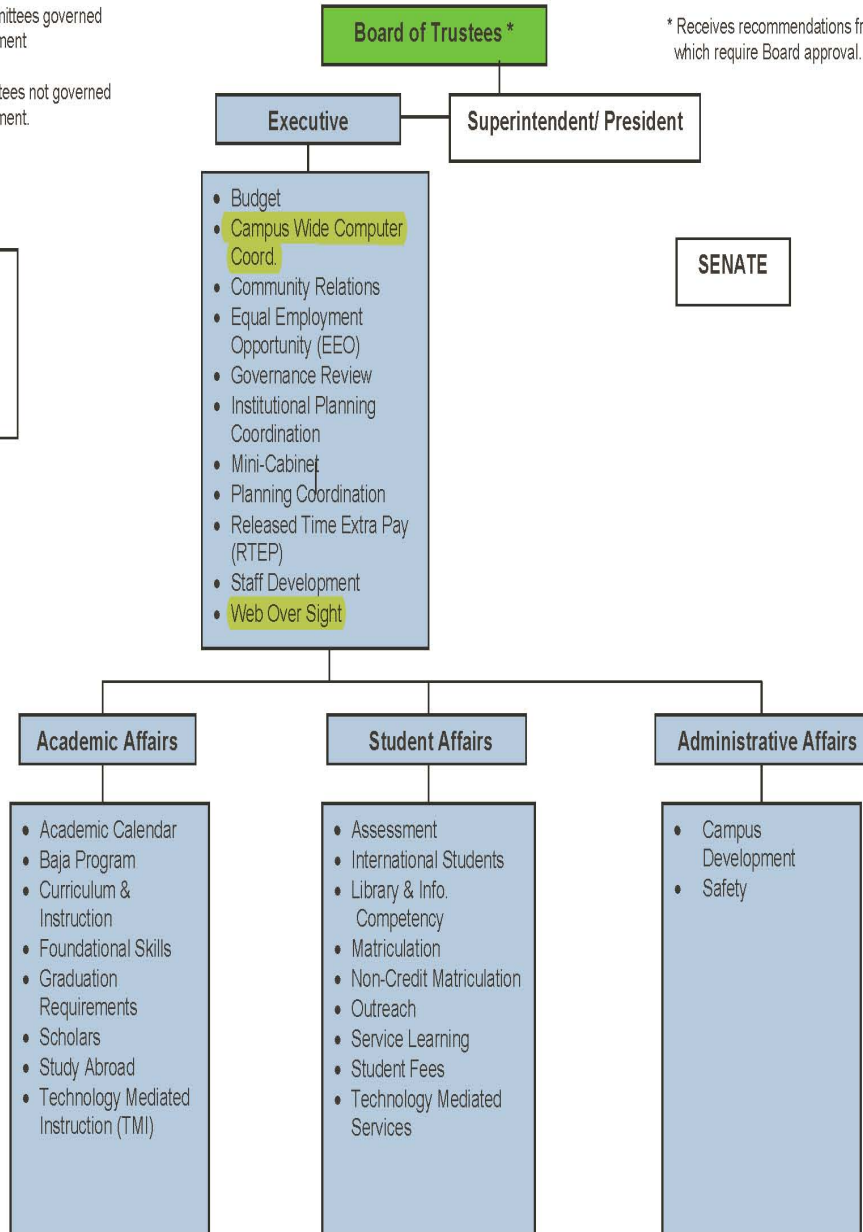 mittees governed
ment
tees not governed
ment.
Board of Trustees *
* Receives recommendations fr
which require Board approval.
Executive
Superintendent/ President
• Budget
• Campus Wide Computer
Coord.
• Community Relations
• Equal Employment
Opportunity (EEO)
• Governance Review
• Institutional Planning
Coordination
• Mini-Cabinet
• Planning Coordination
• Released Time Extra Pay
(RTEP)
• Staff Development
• Web Over Sight
SENATE
Academic Affairs
• Academic Calendar
• Baja Program
• Curriculum &
Instruction
• Foundational Skills
• Graduation
Requirements
• Scholars
• Study Abroad
• Technology Mediated
Instruction (TMI)
Student Affairs
• Assessment
• International Students
• Library & Info.
Competency
• Matriculation
• Non-Credit Matriculation
• Outreach
• Service Learning
• Student Fees
• Technology Mediated
Services
Administrative Affairs
• Campus
Development
• Safety